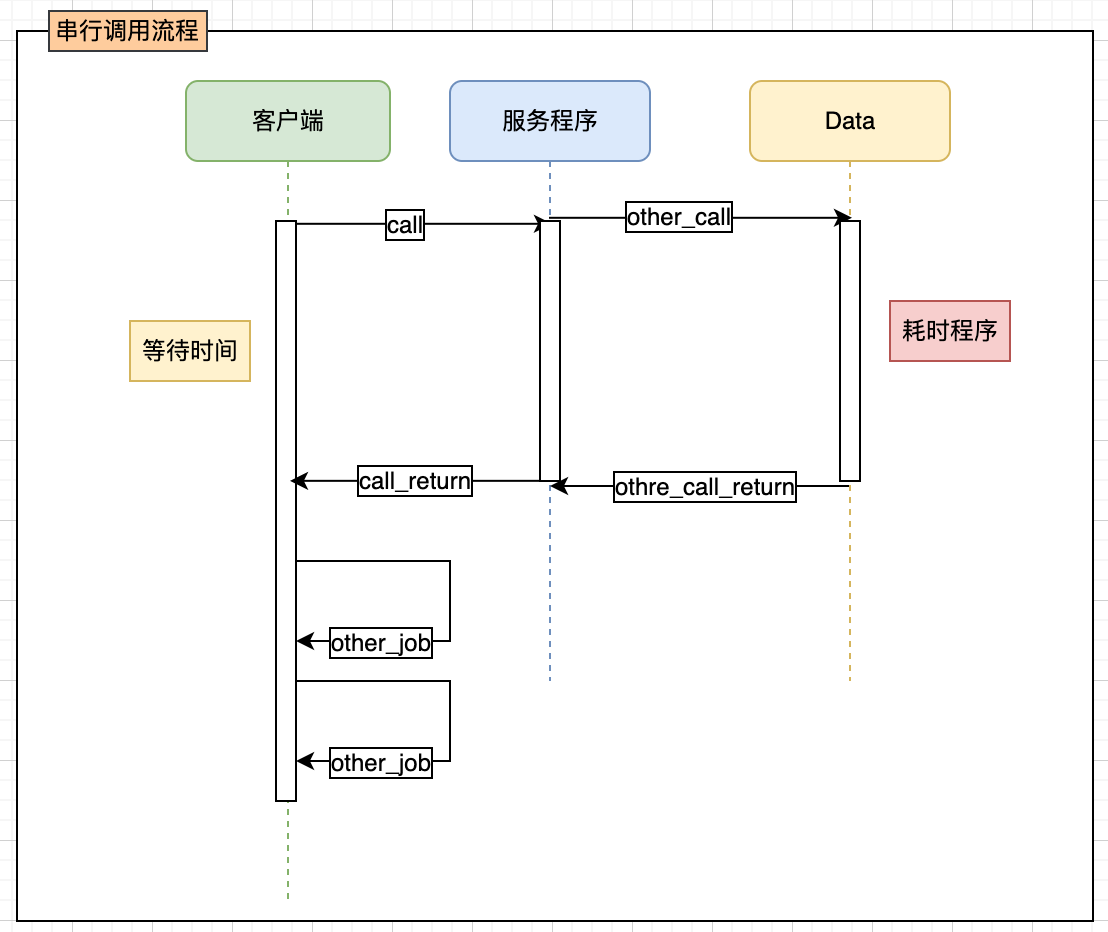 串行调用流程
客户端
服务程序
Data
call
other_call
等待时间
耗时程序
call_return
othre_call_return
other_job
other_job